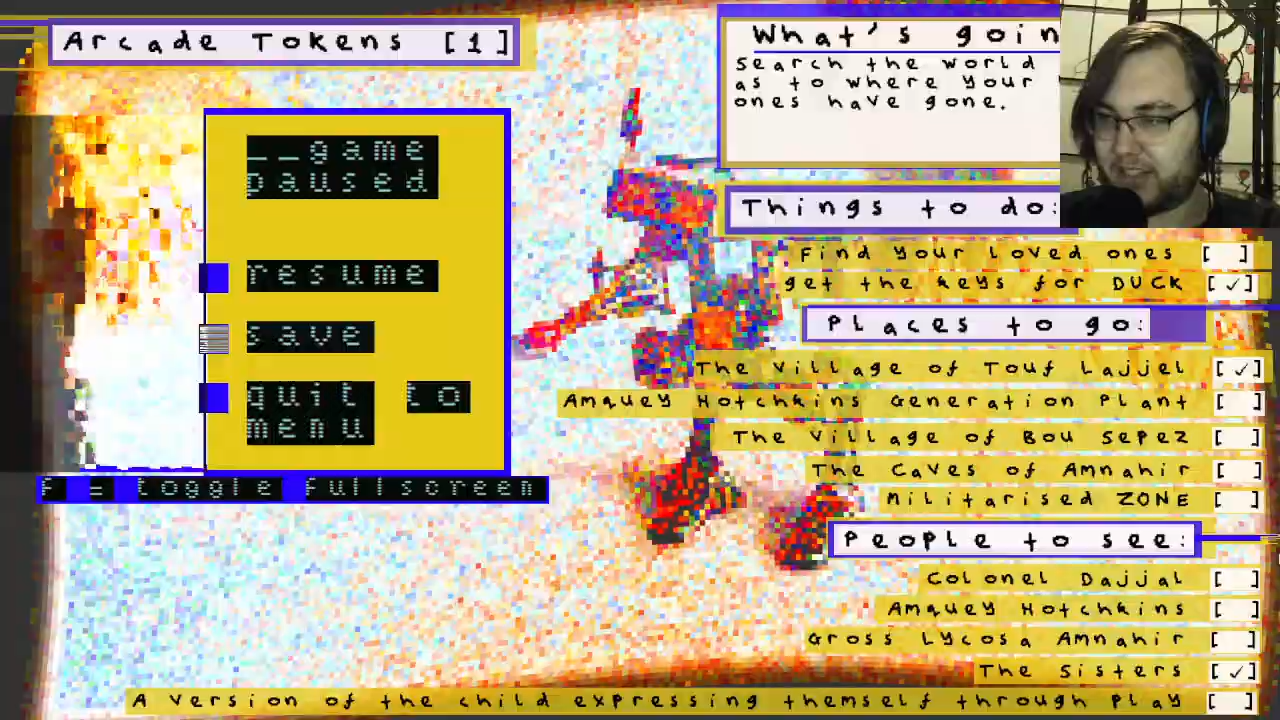 Arcade Tokens [1]
What's goin
search the world
as to where your
ones have gone.
__game
paused
resume
save
quit to
menu
F = toggle fullscreen
Things to do:
Find your loved ones [ ]
get the keys for DUCK [✓]
Places to go:
The Village of Touf Lajjel [✓]
Amquey Hotchkins Generation Plant [ ]
The Village of Bou Sepez [ ]
The Caves of Amnahir [ ]
Militarised ZONE [ ]
People to see:
Colonel Dajjal [ ]
Amquey Hotchkins [ ]
Gross Lycosa Amnahir [ ]
The Sisters [✓]
A version of the child expressing themself through play [ ]